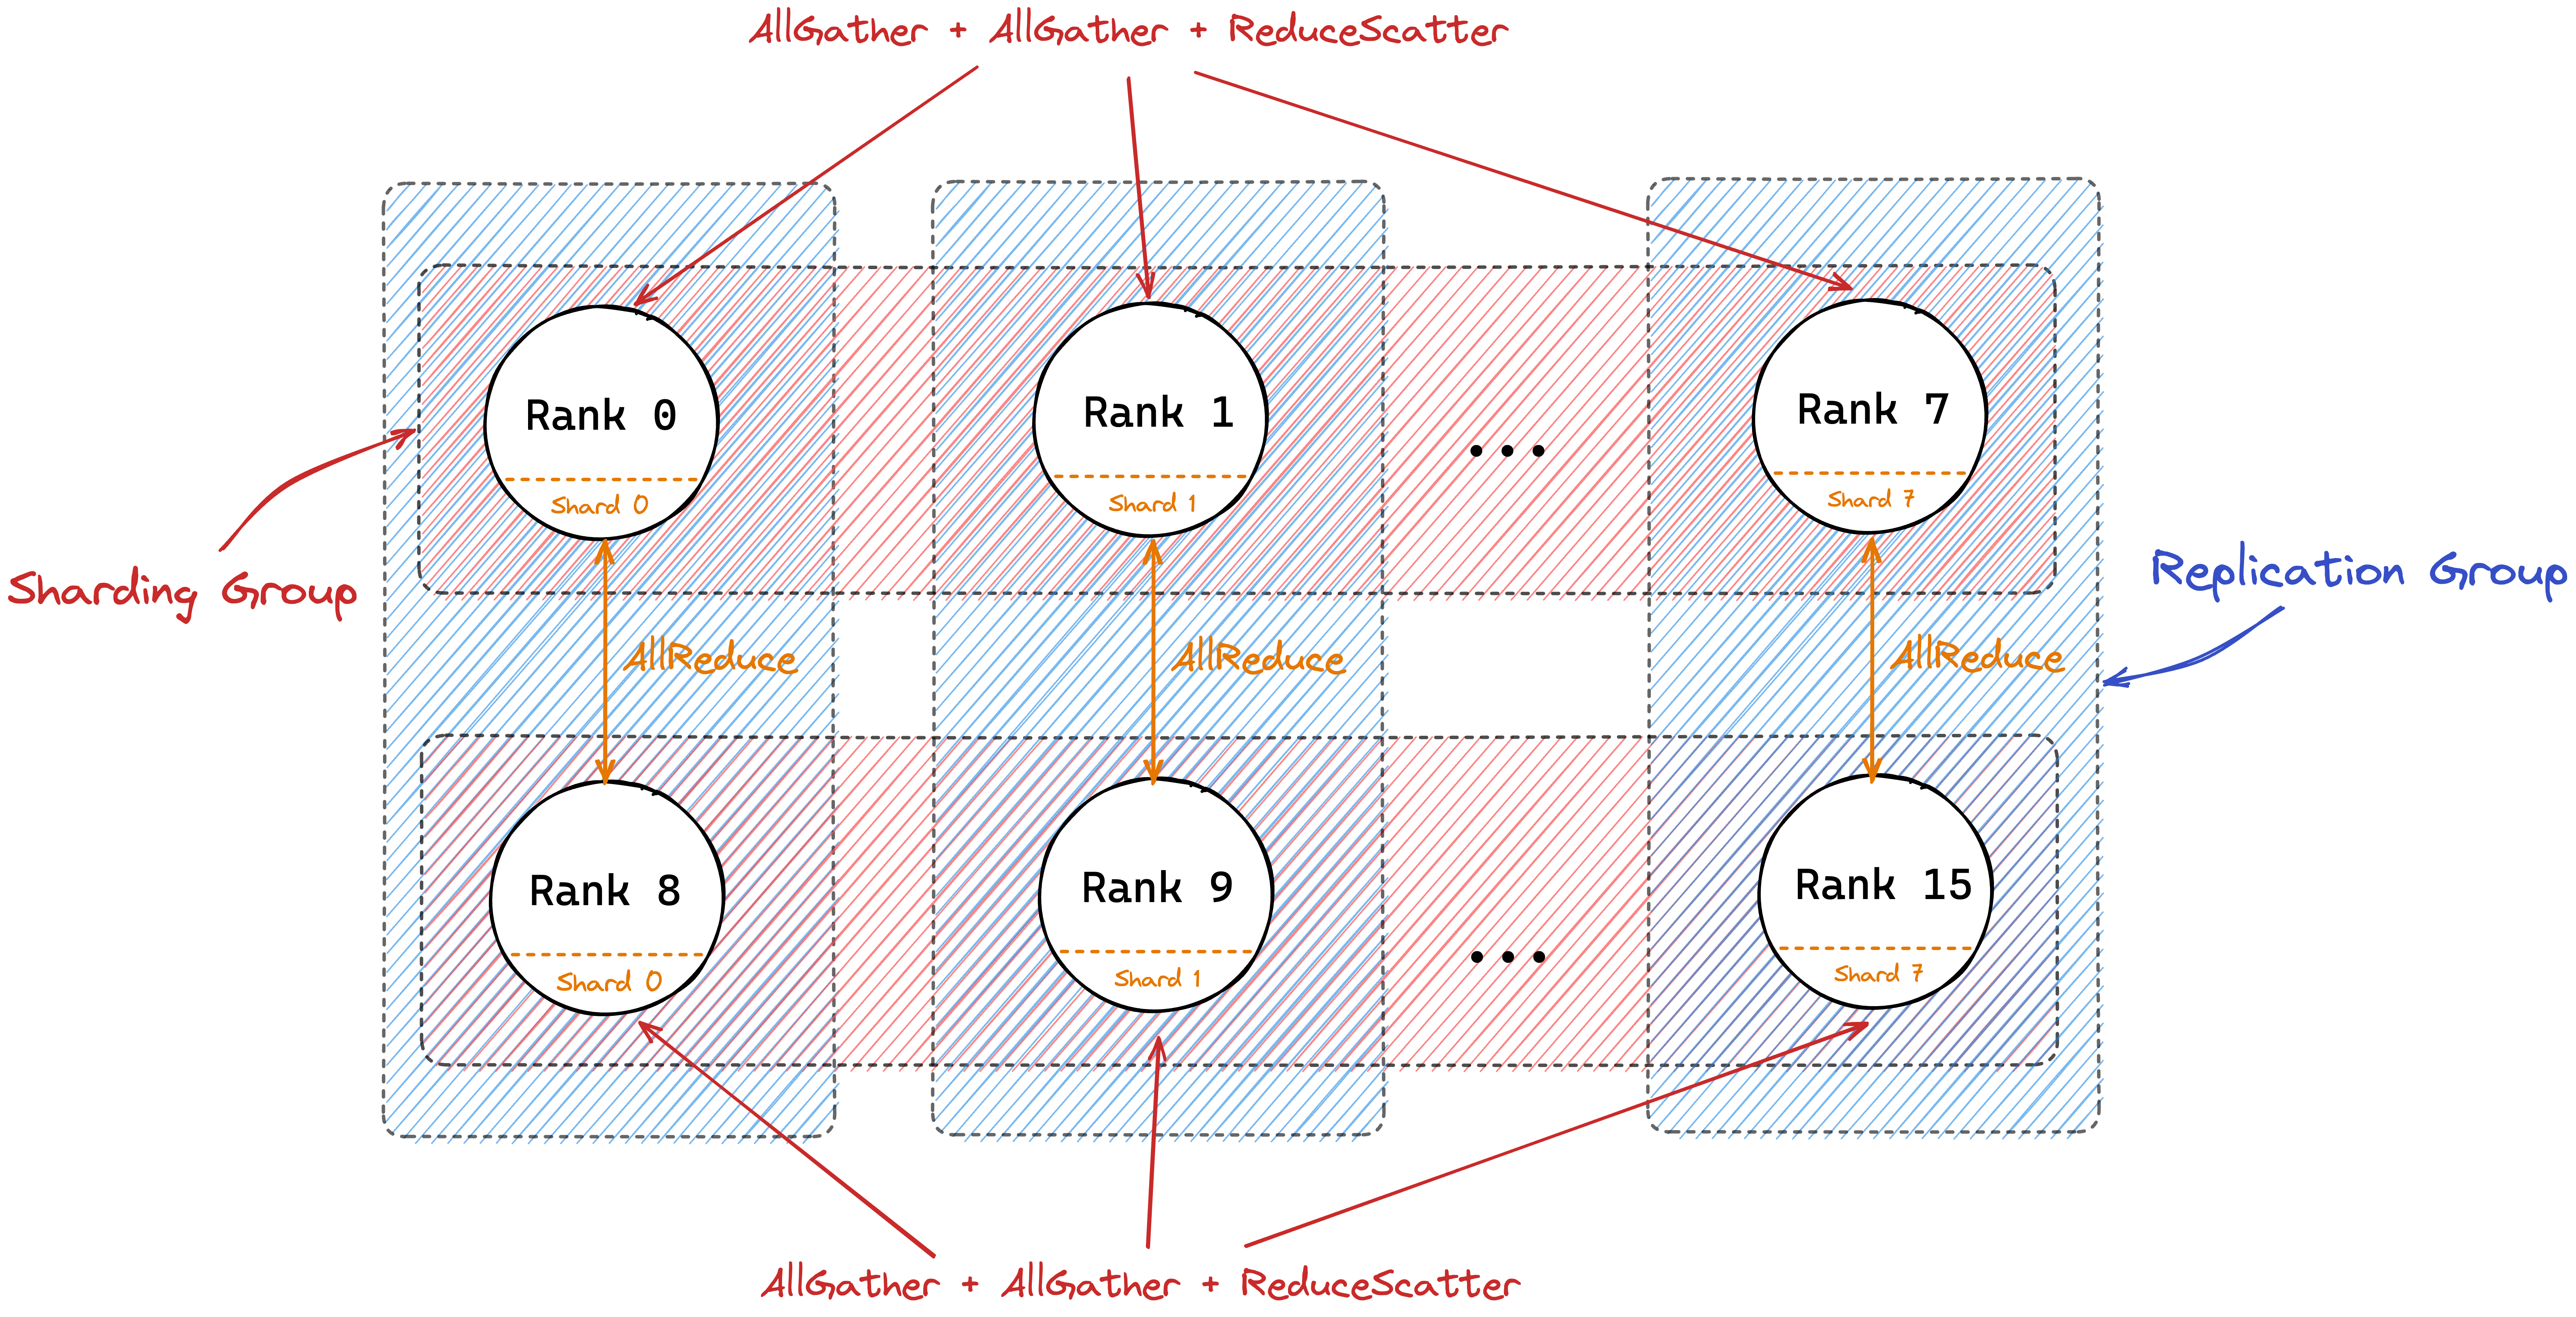 AllGather + AllGather + ReduceScatter
Rank 0
Shard 0
Rank 1
Shard 1
...
Rank 7
Shard 7
Sharding Group
Replication Group
AllReduce
AllReduce
AllReduce
Rank 8
Shard 0
Rank 9
Shard 1
...
Rank 15
Shard 7
AllGather + AllGather + ReduceScatter